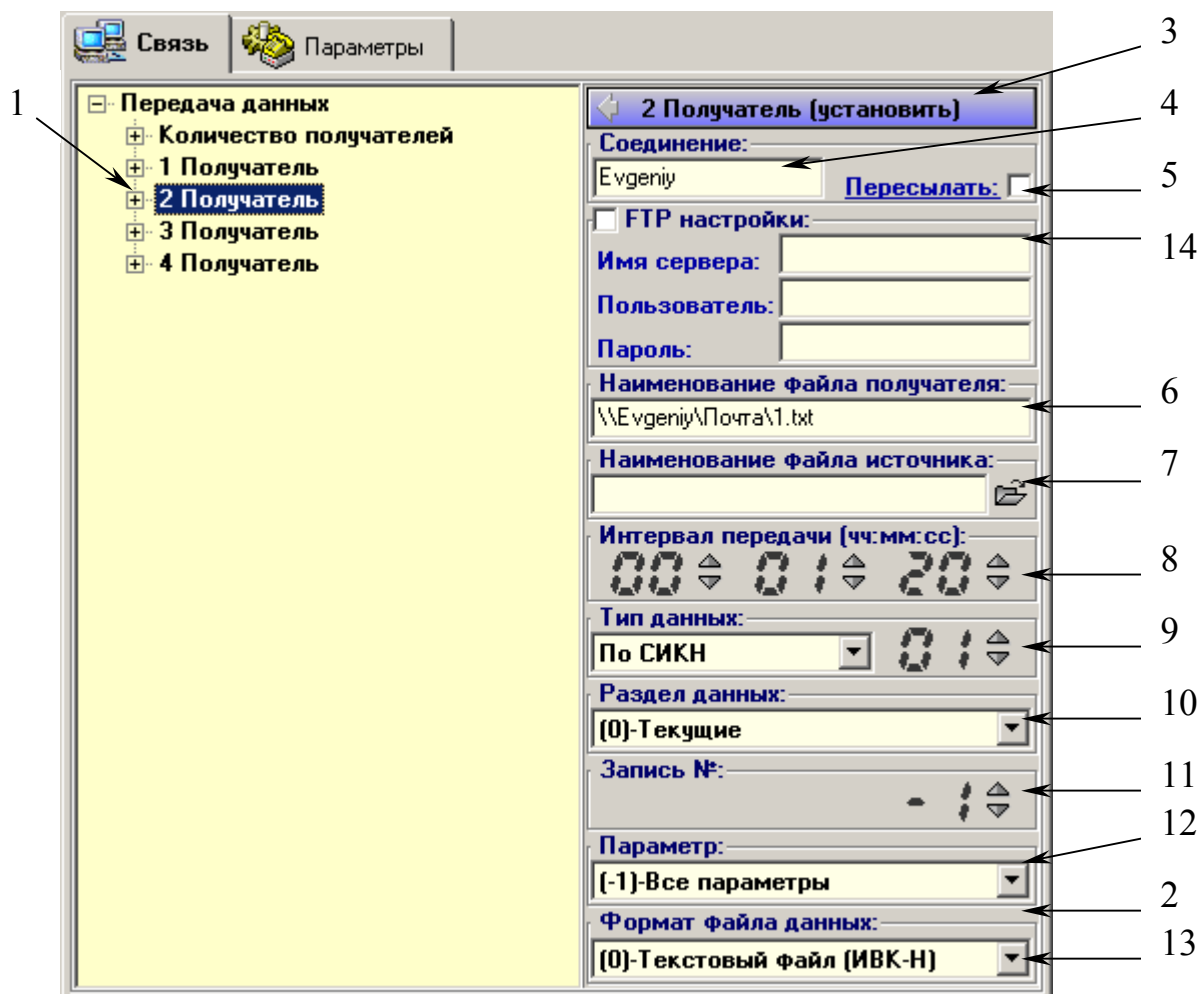 Связь
Параметры
1
Передача данных
Количество получателей
1 Получатель
2 Получатель
3 Получатель
4 Получатель
2 Получатель (установить)
3
Соединение:
4
Evgeniy
Пересылать:
5
FTP настройки:
14
Имя сервера:
Пользователь:
Пароль:
Наименование файла получателя:
6
\\Evgeniy\Почта\1.txt
Наименование файла источника:
7
Интервал передачи (чч:мм:сс):
00 01 20
8
Тип данных:
По СИКН 01
9
Раздел данных:
10
(0)-Текущие
Запись №:
11
-1
12
Параметр:
(-1)-Все параметры
2
Формат файла данных:
13
(0)-Текстовый файл (ИВК-Н)